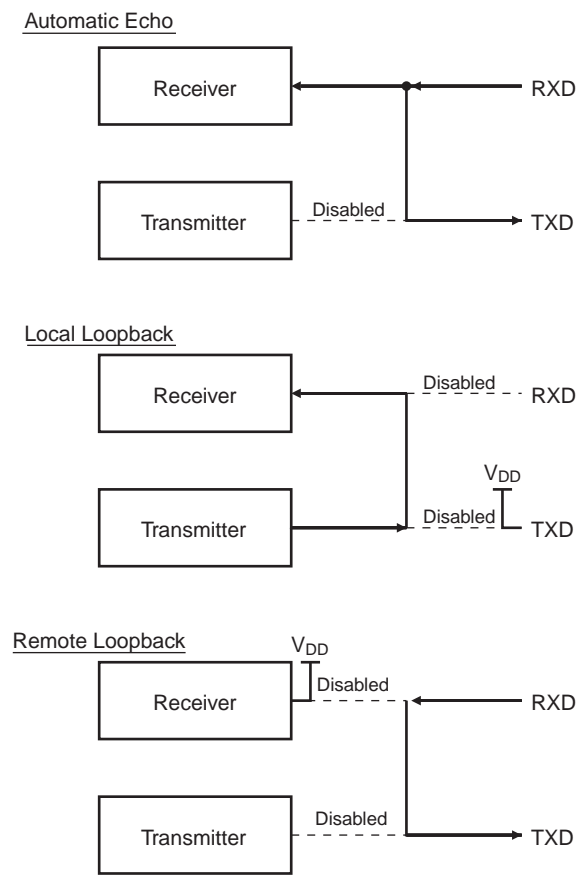 Automatic Echo
Receiver
RXD
Transmitter
Disabled
TXD
Local Loopback
Receiver
Disabled
RXD
VDD
Transmitter
Disabled
TXD
Remote Loopback
VDD
Receiver
Disabled
RXD
Transmitter
Disabled
TXD